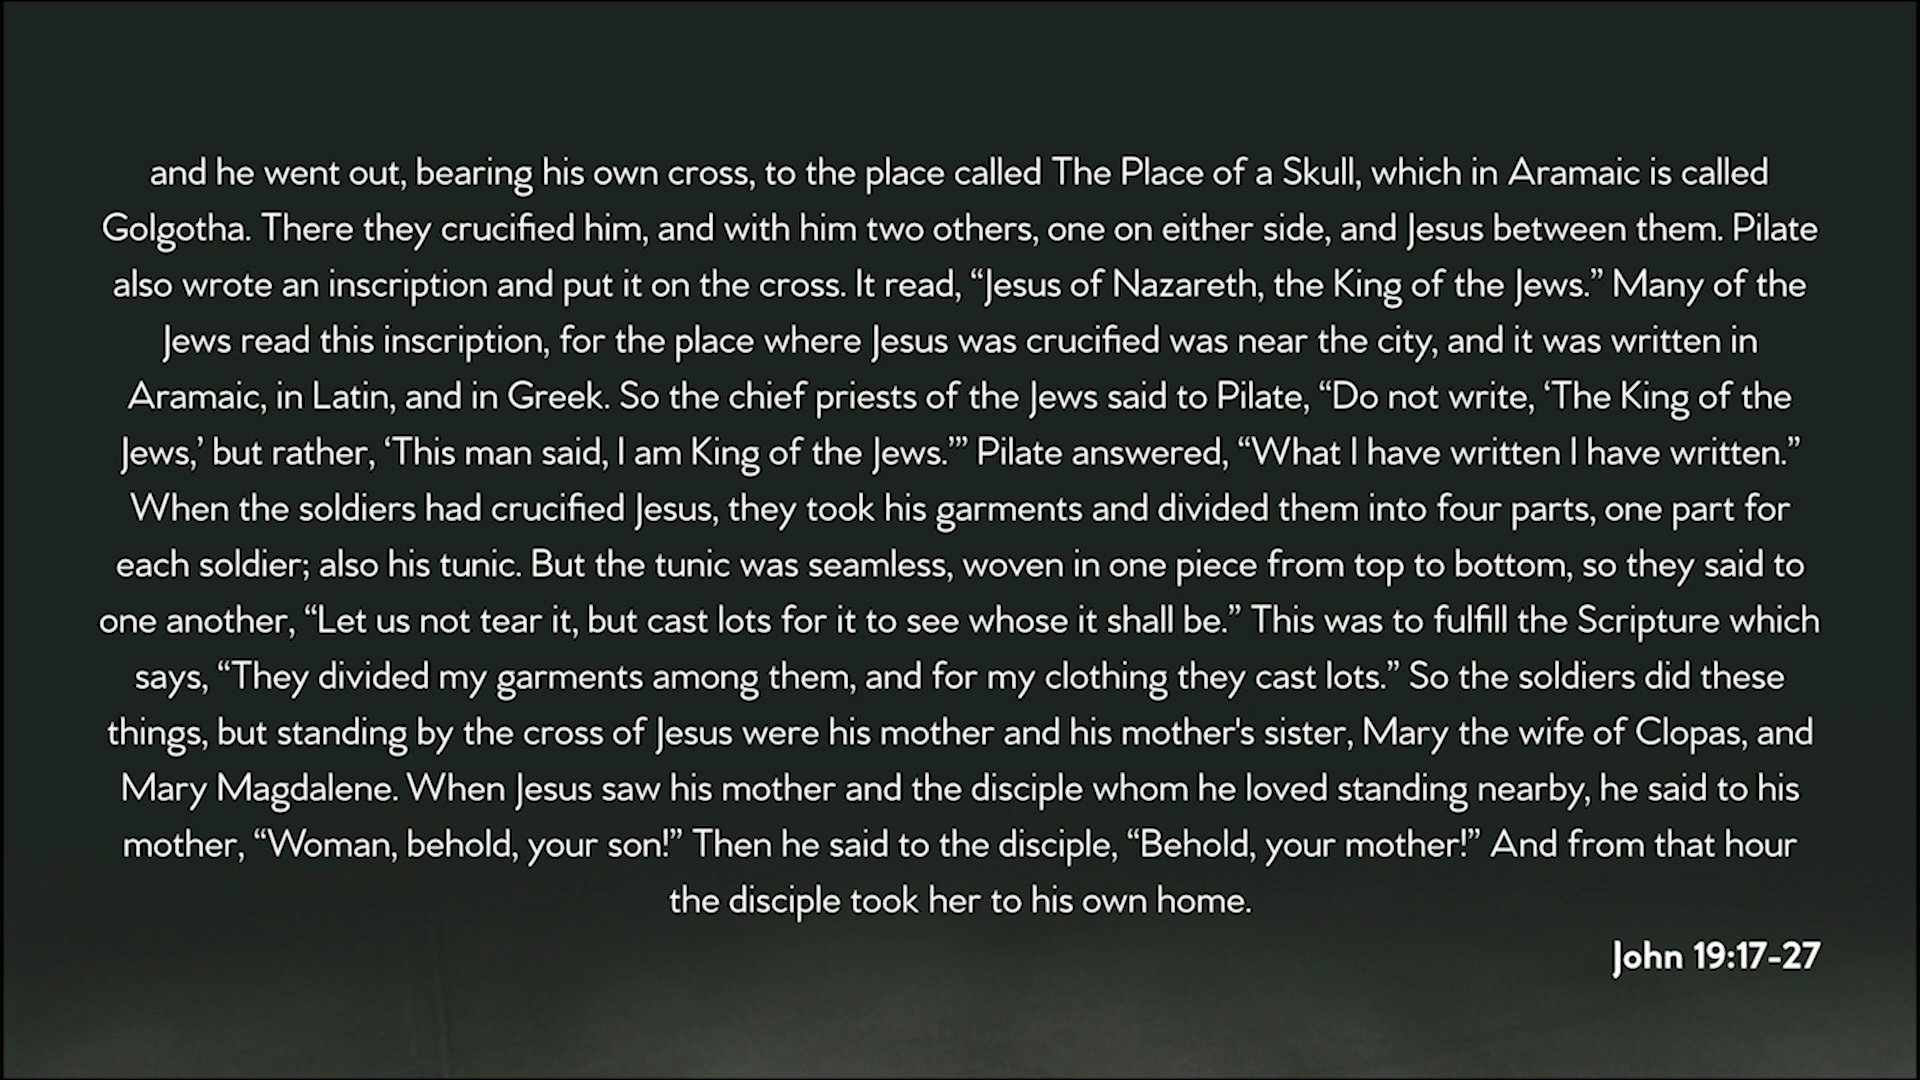 and he went out, bearing his own cross, to the place called The Place of a Skull, which in Aramaic is called
Golgotha. There they crucified him, and with him two others, one on either side, and Jesus between them. Pilate
also wrote an inscription and put it on the cross. It read, “Jesus of Nazareth, the King of the Jews.” Many of the
Jews read this inscription, for the place where Jesus was crucified was near the city, and it was written in
Aramaic, in Latin, and in Greek. So the chief priests of the Jews said to Pilate, “Do not write, ‘The King of the
Jews,’ but rather, ‘This man said, I am King of the Jews.’” Pilate answered, “What I have written I have written.”
When the soldiers had crucified Jesus, they took his garments and divided them into four parts, one part for
each soldier; also his tunic. But the tunic was seamless, woven in one piece from top to bottom, so they said to
one another, “Let us not tear it, but cast lots for it to see whose it shall be.” This was to fulfill the Scripture which
says, “They divided my garments among them, and for my clothing they cast lots.” So the soldiers did these
things, but standing by the cross of Jesus were his mother and his mother's sister, Mary the wife of Clopas, and
Mary Magdalene. When Jesus saw his mother and the disciple whom he loved standing nearby, he said to his
mother, “Woman, behold, your son!” Then he said to the disciple, “Behold, your mother!” And from that hour
the disciple took her to his own home.
John 19:17-27